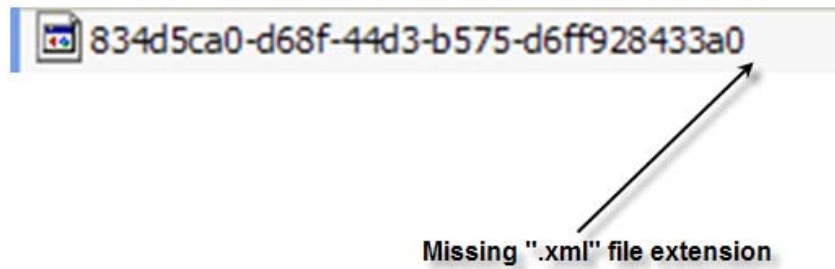 834d5ca0-d68f-44d3-b575-d6ff928433a0
Missing ".xml" file extension